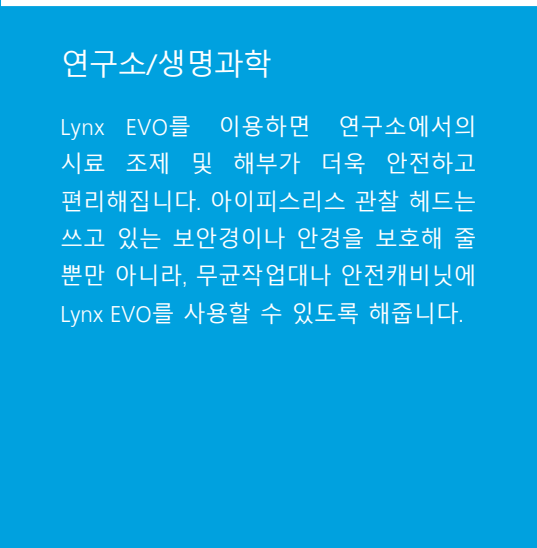 연구소/생명과학
Lynx EVO를 이용하면 연구소에서의
시료 조제 및 해부가 더욱 안전하고
편리해집니다. 아이피스리스 관찰 헤드는
쓰고 있는 보안경이나 안경을 보호해 줄
뿐만 아니라, 무균작업대나 안전캐비닛에
Lynx EVO를 사용할 수 있도록 해줍니다.